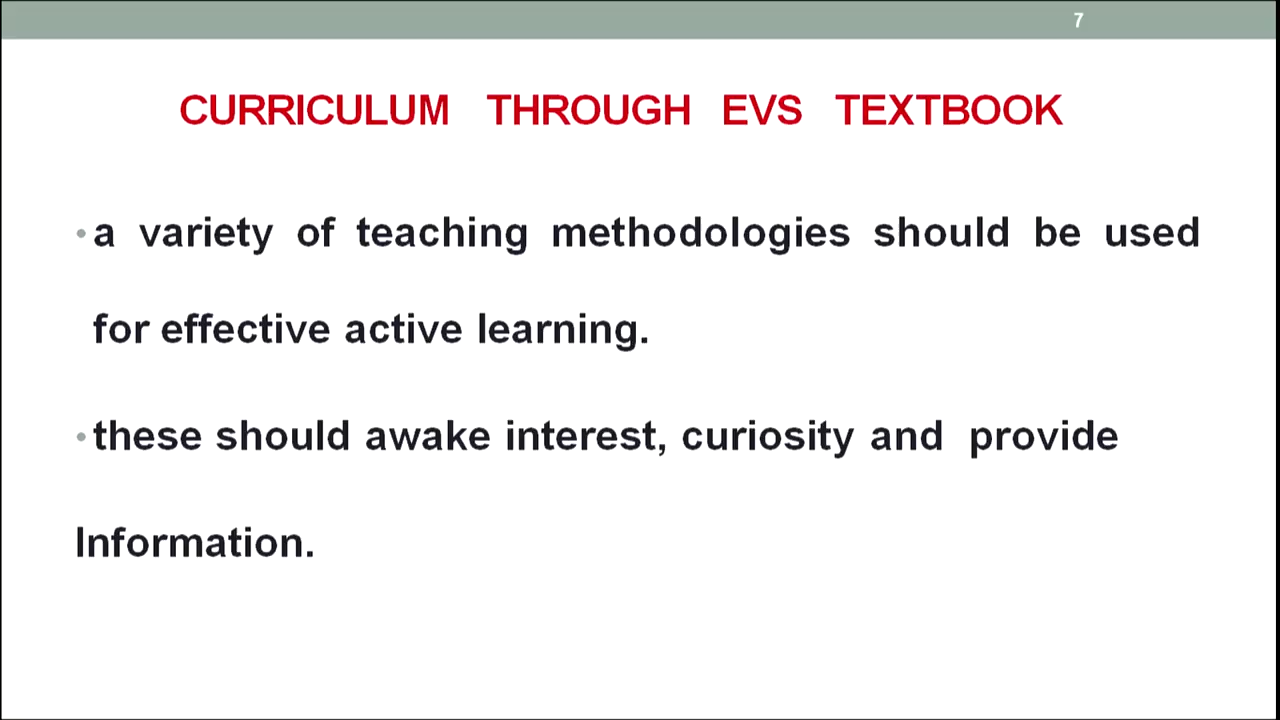 7
CURRICULUM THROUGH EVS TEXTBOOK
• a variety of teaching methodologies should be used
for effective active learning.
• these should awake interest, curiosity and provide
Information.